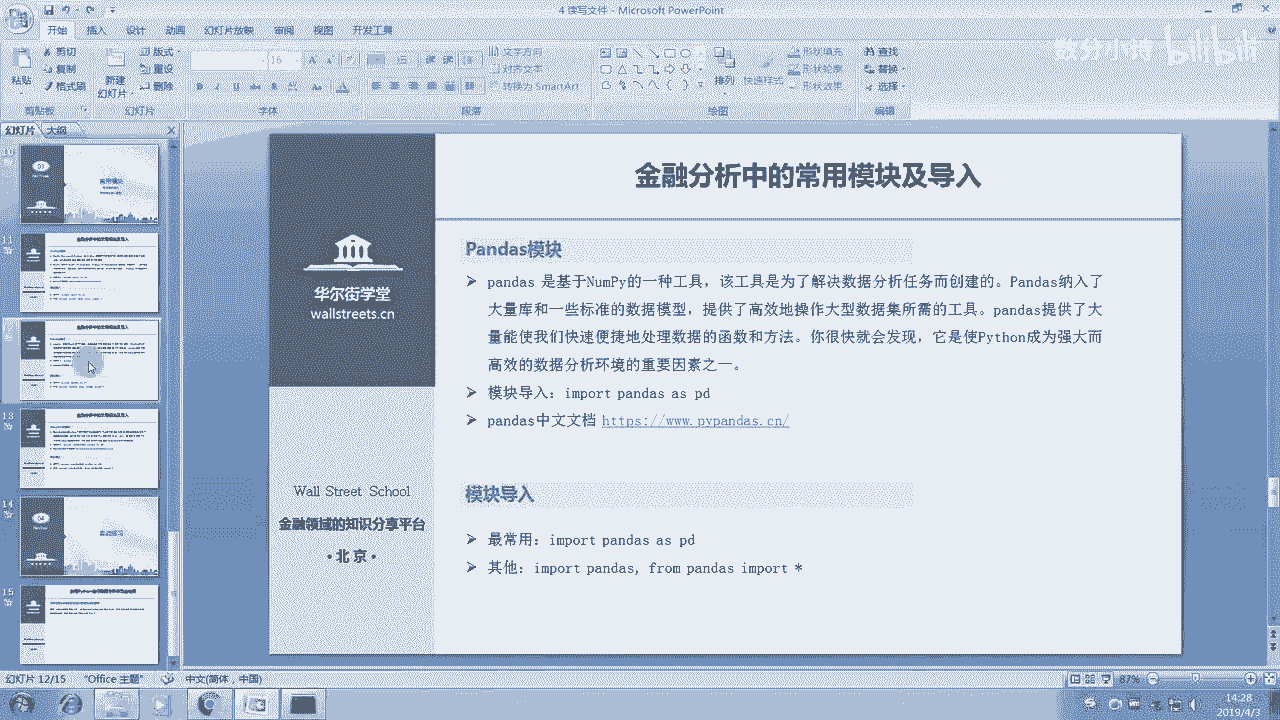 4 读写文件 - Microsoft PowerPoint
开始 插入 设计 动画 幻灯片放映 审阅 视图 开发工具
数分小烤 bilibili
剪切
复制
格式刷
粘贴
剪贴板
新建
幻灯片
版式
重设
删除
幻灯片
16
字体
文字方向
对齐文本
转换为 SmartArt
段落
排列
快速样式
形状填充
形状轮廓
形状效果
绘图
查找
替换
选择
编辑
幻灯片 大纲
10
11
13
14
15
华尔街学堂
wallstreets.cn
Wall Street School
金融领域的知识分享平台
• 北 京 •
金融分析中的常用模块及导入
Pandas模块
pandas 是基于NumPy的一种工具，该工具是为了解决数据分析任务而创建的。Pandas纳入了
大量库和一些标准的数据模型，提供了高效地操作大型数据集所需的工具。pandas提供了大
量能使我们快速便捷地处理数据的函数和方法。你很快就会发现，它是使Python成为强大而
高效的数据分析环境的重要因素之一。
模块导入：import pandas as pd
pandas中文文档 https://www.pypandas.cn/
模块导入
最常用：import pandas as pd
其他：import pandas, from pandas import *
幻灯片 12/15 "Office 主题" 中文(简体，中国)
87%
14:28
2019/4/3